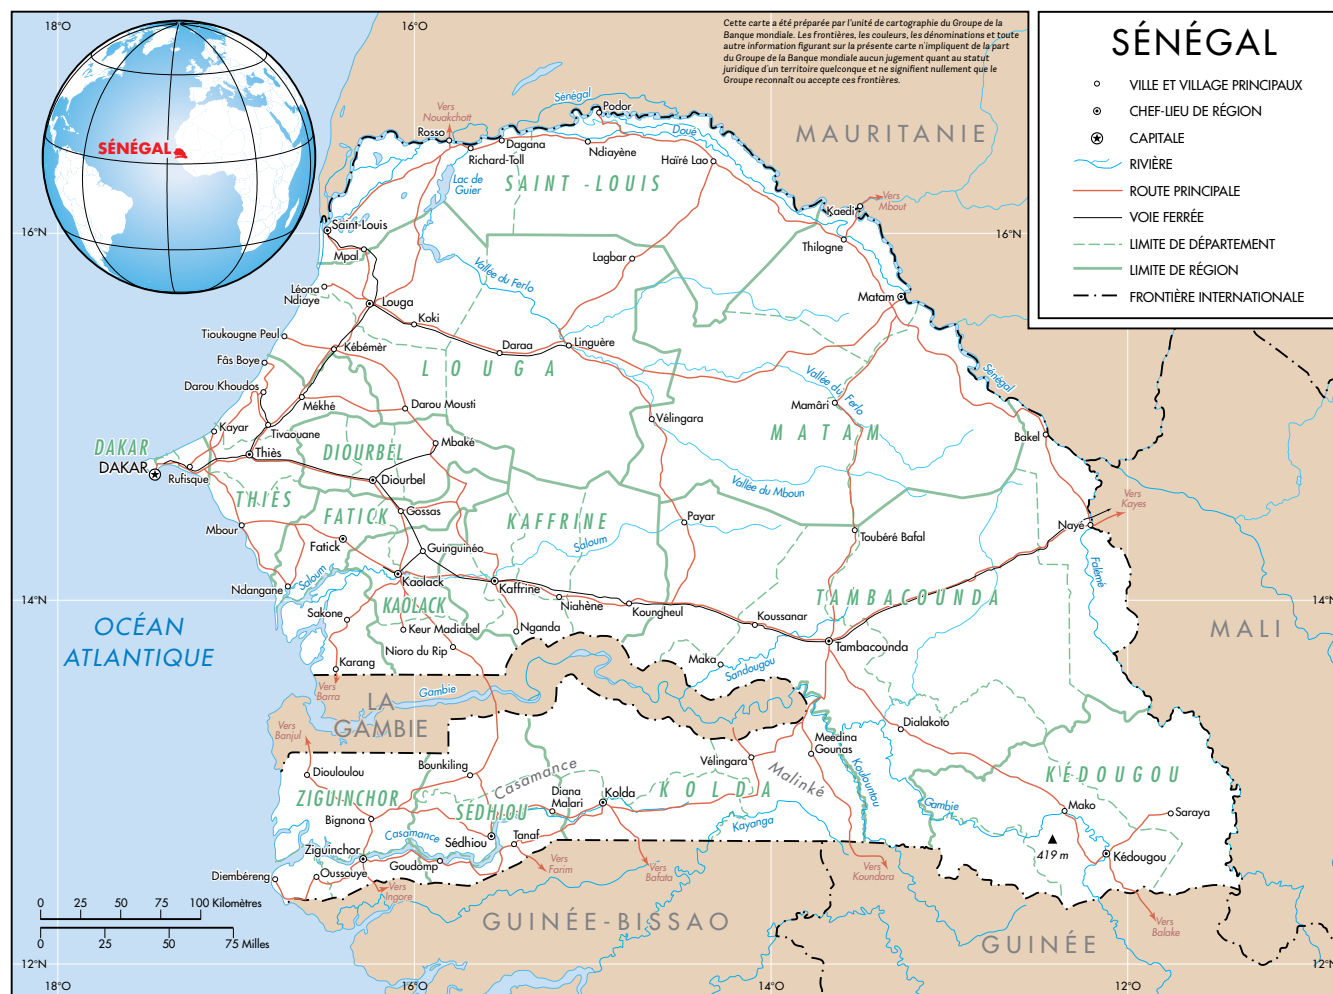 18°O
16°O
Cette carte a été préparée par l'unité de cartographie du Groupe de la
Banque mondiale. Les frontières, les couleurs, les dénominations et toute
autre information figurant sur la présente carte n'impliquent de la part
du Groupe de la Banque mondiale aucun jugement quant au statut
juridique d'un territoire quelconque et ne signifient nullement que le
Groupe reconnaît ou accepte ces frontières.
SÉNÉGAL
VILLE ET VILLAGE PRINCIPAUX
CHEF-LIEU DE RÉGION
CAPITALE
RIVIÈRE
ROUTE PRINCIPALE
VOIE FERRÉE
LIMITE DE DÉPARTEMENT
LIMITE DE RÉGION
FRONTIÈRE INTERNATIONALE
SÉNÉGAL
Vers
Nouakchott
Sénégal
Podor
Rosso
Dagana
Doué
Richard-Toll
Ndiayène
Haïré Lao
MAURITANIE
Lac de
Guier
SAINT-LOUIS
Vers
Mbout
Kaedi
16°N
Saint-Louis
Thilogne
16°N
Mpal
Lagbar
Vallée du Ferlo
Léona
Ndiaye
Louga
Matam
Koki
Tioukougne Peul
Kébémèr
Daraa
Linguère
Fâs Boye
LOUGA
Vallée du
Ferlo
Sénégal
Darou Khoudos
Mékhé
Darou Mousti
Mamâri
Kayar
Tivaouane
Vélingara
MATAM
Bakel
DAKAR
DAKAR
Thiès
DIOURBEL
Mbaké
Rufisque
Diourbel
Vallée du Mboun
THIÈS
FATICK
Gossas
KAFFRINE
Payar
Vers
Kayes
Mbour
Nayé
Fatick
Guinguinéo
Saloum
Toubéré Bafal
Falémé
Saloum
Ndangane
Kaolack
Kaffrine
14°N
KAOLACK
Niahène
Koungheul
TAMBACOUNDA
14°N
Sakone
Koussanar
OCÉAN
ATLANTIQUE
Keur Madiabel
Nganda
MALI
Nioro du Rip
Tambacounda
Karang
Maka
Sandougou
Vers
Barra
Gambie
LA
GAMBIE
Vers
Banjul
Dialakoto
Meedina
Gounas
Bounkiling
Vélingara
Diouloulou
Casamance
Malinké
Koulountou
KÉDOUGOU
ZIGUINCHOR
SÉDHIOU
Diana
Malari
Kolda
KOLDA
Gambie
Mako
Saraya
Bignona
Casamance
Sédhiou
Tanaf
Kayanga
419 m
Kédougou
Ziguinchor
Goudomp
Vers
Farim
Vers
Bafata
Vers
Koundara
Diembéreng
Oussouye
Vers
Ingore
0 25 50 75 100 Kilomètres
0 25 50 75 Milles
GUINÉE-BISSAO
GUINÉE
Vers
Balake
12°N
12°N
18°O
16°O
14°O
12°O